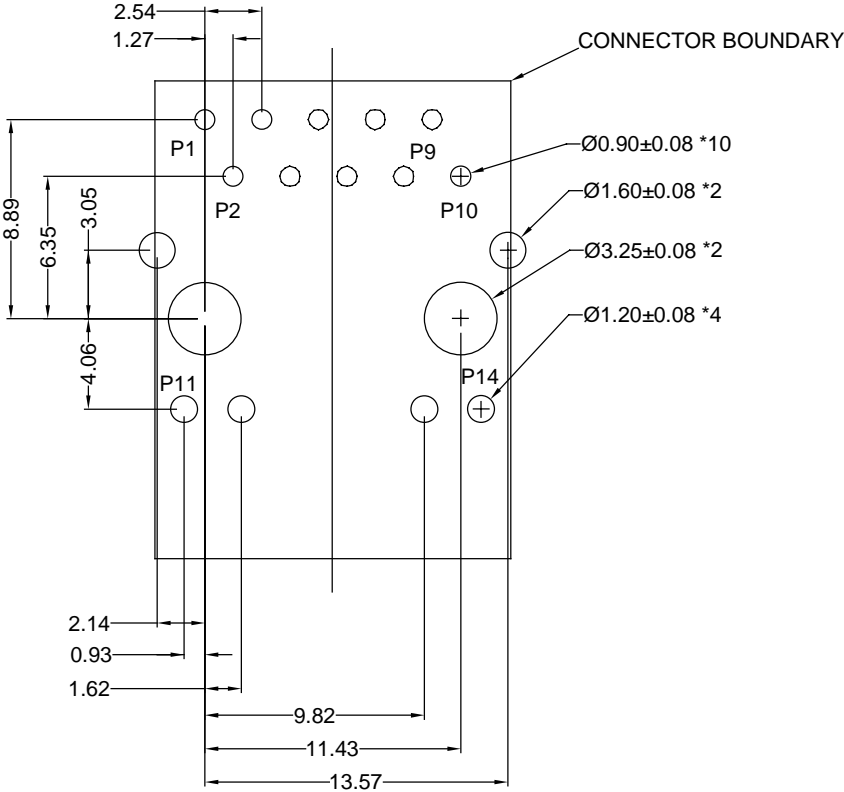 2.54
1.27
CONNECTOR BOUNDARY
P1
P9
Ø0.90±0.08 *10
P2
P10
Ø1.60±0.08 *2
8.89
6.35
3.05
Ø3.25±0.08 *2
4.06
Ø1.20±0.08 *4
P11
P14
2.14
0.93
1.62
9.82
11.43
13.57